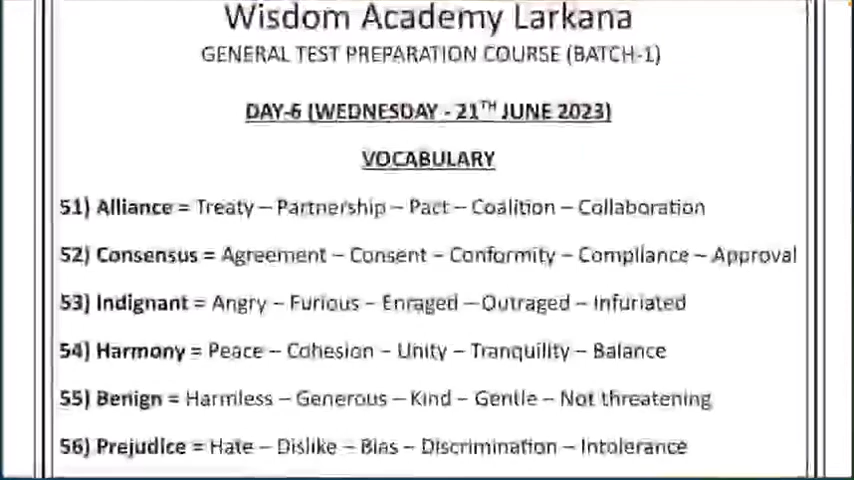 Wisdom Academy Larkana
GENERAL TEST PREPARATION COURSE (BATCH-1)
DAY-6 (WEDNESDAY - 21TH JUNE 2023)
VOCABULARY
51) Alliance = Treaty – Partnership – Pact – Coalition – Collaboration
52) Consensus = Agreement – Consent – Conformity – Compliance – Approval
53) Indignant = Angry – Furious – Enraged – Outraged – Infuriated
54) Harmony = Peace – Cohesion – Unity – Tranquility – Balance
55) Benign = Harmless – Generous – Kind – Gentle – Not threatening
56) Prejudice = Hate – Dislike – Bias – Discrimination – Intolerance